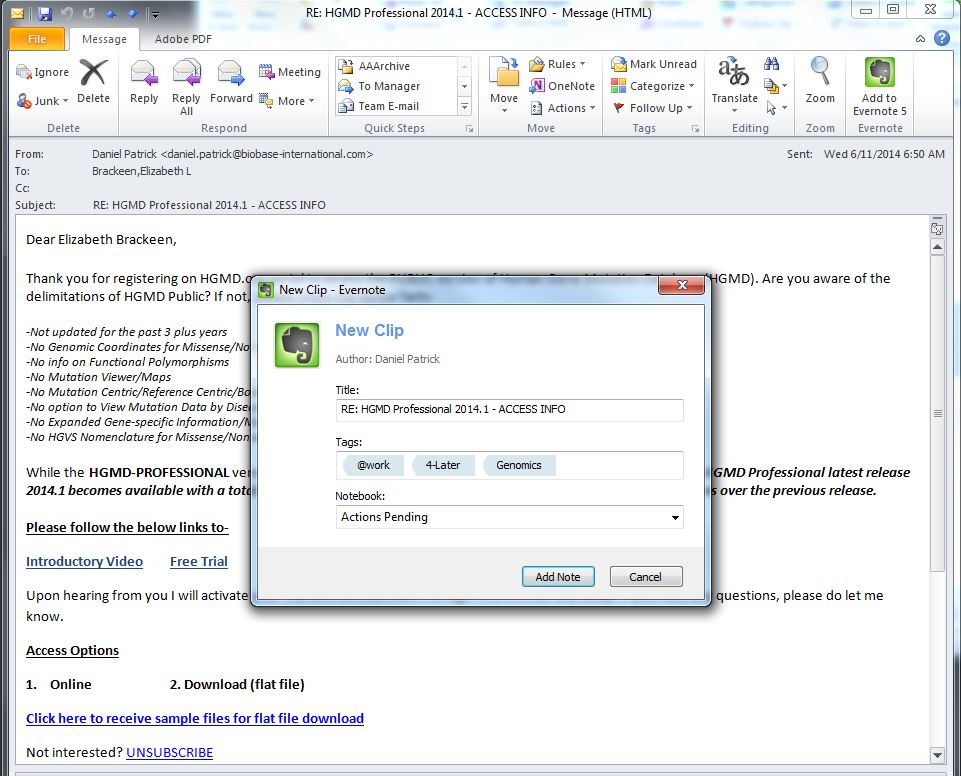 RE: HGMD Professional 2014.1 - ACCESS INFO - Message (HTML)
File Message Adobe PDF
Ignore
Junk
Delete
Reply
Reply All
Forward
Meeting
More
AAArchive
To Manager
Team E-mail
Move
Rules
OneNote
Actions
Mark Unread
Categorize
Follow Up
Translate
Zoom
Add to Evernote 5
Delete Respond Quick Steps Move Tags Editing Zoom Evernote
From: Daniel Patrick <daniel.patrick@biobase-international.com> Sent: Wed 6/11/2014 6:50 AM
To: Brackeen,Elizabeth L
Cc:
Subject: RE: HGMD Professional 2014.1 - ACCESS INFO
Dear Elizabeth Brackeen,
Thank you for registering on HGMD.o (HGMD). Are you aware of the
delimitations of HGMD Public? If not,
-Not updated for the past 3 plus years
-No Genomic Coordinates for Missense/No
-No info on Functional Polymorphisms
-No Mutation Viewer/Maps
-No Mutation Centric/Reference Centric/Bo
-No option to View Mutation Data by Dise
-No Expanded Gene-specific Information/
-No HGVS Nomenclature for Missense/Non
While the HGMD-PROFESSIONAL ver GMD Professional latest release
2014.1 becomes available with a tota s over the previous release.
Please follow the below links to-
Introductory Video Free Trial
Upon hearing from you I will activate questions, please do let me
know.
Access Options
1. Online 2. Download (flat file)
Click here to receive sample files for flat file download
Not interested? UNSUBSCRIBE
New Clip - Evernote
New Clip
Author: Daniel Patrick
Title:
RE: HGMD Professional 2014.1 - ACCESS INFO
Tags:
@work 4-Later Genomics
Notebook:
Actions Pending
Add Note Cancel